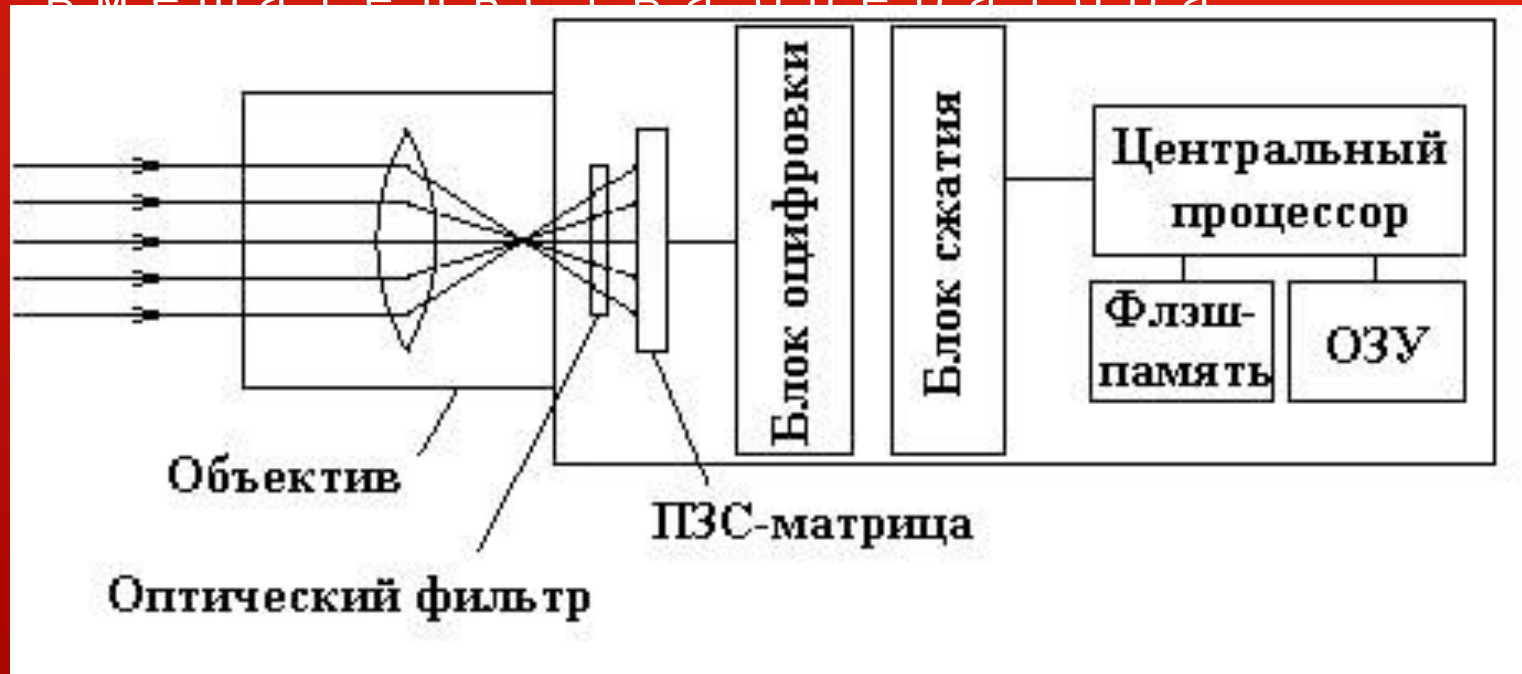 Блок оцифровки
Блок сжатия
Центральный
процессор
Флэш-
память
ОЗУ
Объектив
ПЗС-матрица
Оптический фильтр